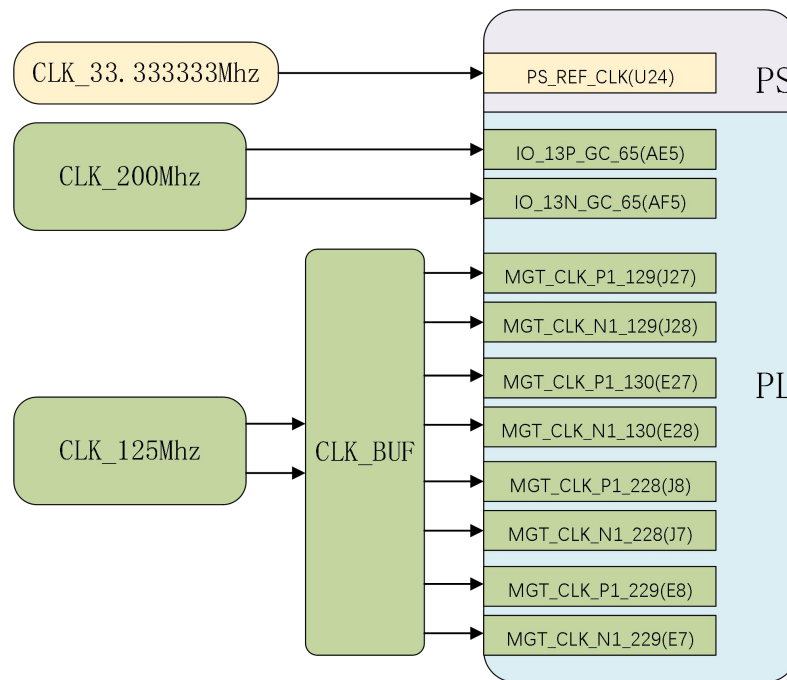 CLK_33.333333Mhz
PS_REF_CLK(U24)
PS
CLK_200Mhz
IO_13P_GC_65(AE5)
IO_13N_GC_65(AF5)
MGT_CLK_P1_129(J27)
MGT_CLK_N1_129(J28)
MGT_CLK_P1_130(E27)
PL
MGT_CLK_N1_130(E28)
CLK_125Mhz
CLK_BUF
MGT_CLK_P1_228(J8)
MGT_CLK_N1_228(J7)
MGT_CLK_P1_229(E8)
MGT_CLK_N1_229(E7)